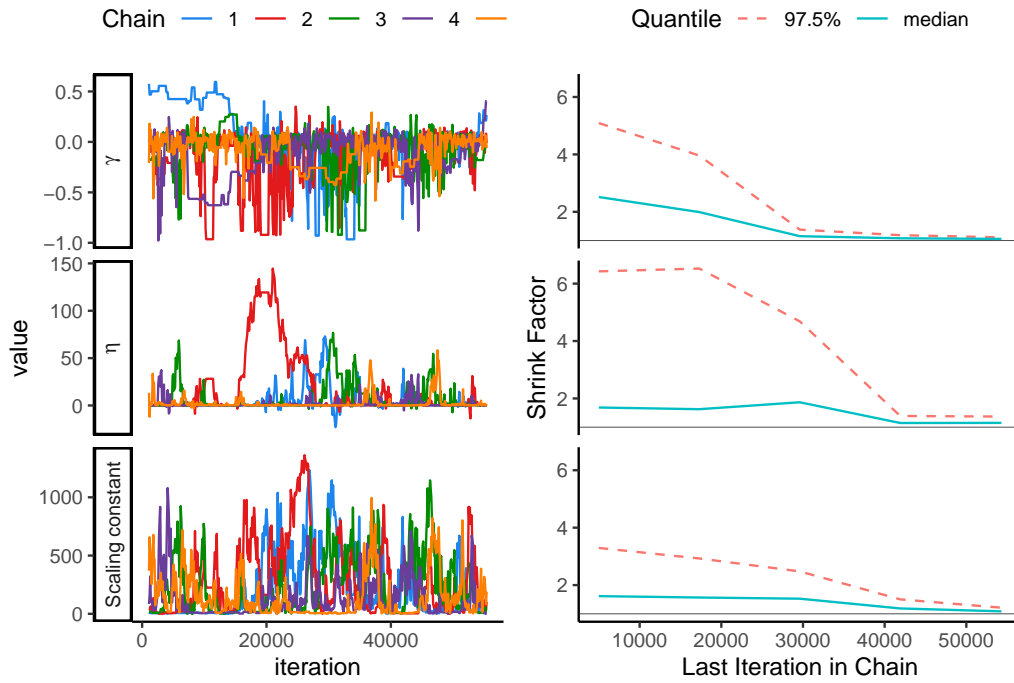 Chain 1 2 3 4
Quantile 97.5% median
γ
0.5
0.0
−0.5
−1.0
η
150
100
50
0
Scaling constant
1000
500
0
value
0 20000 40000
iteration
6
4
2
6
4
2
6
4
2
Shrink Factor
10000 20000 30000 40000 50000
Last Iteration in Chain